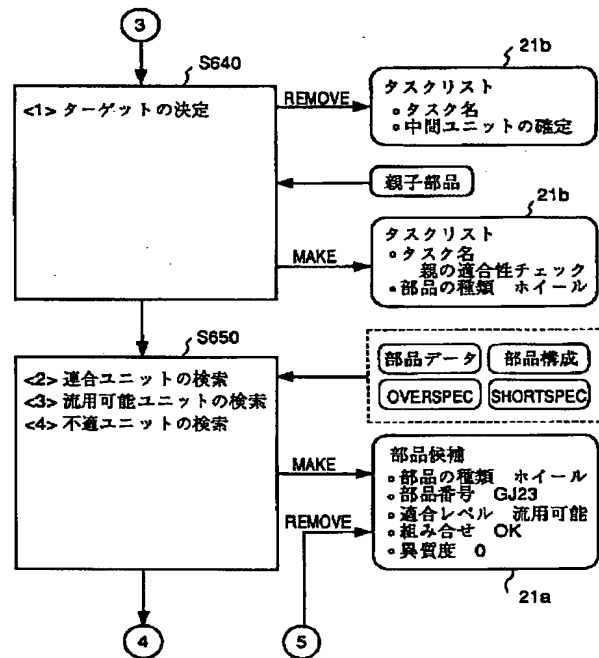 3
S640
<1> ターゲットの決定
REMOVE
21b
タスクリスト
○タスク名
○中間ユニットの確定
親子部品
21b
MAKE
タスクリスト
○タスク名
親の適合性チェック
○部品の種類 ホイール
S650
<2> 連合ユニットの検索
<3> 流用可能ユニットの検索
<4> 不適ユニットの検索
部品データ
部品構成
OVERSPEC
SHORTSPEC
MAKE
REMOVE
部品候補
○部品の種類 ホイール
○部品番号 GJ23
○適合レベル 流用可能
○組み合せ OK
○異質度 0
21a
4
5